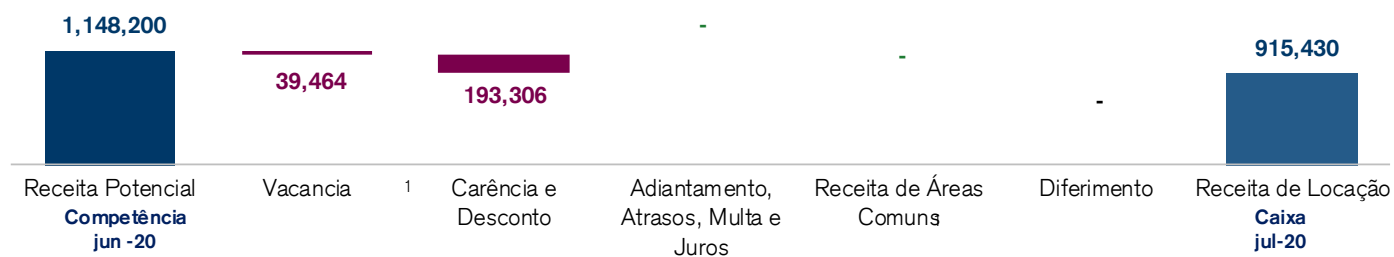 1,148,200
39,464
193,306
-
-
-
915,430
Receita Potencial
Competência
jun -20
Vacancia 1
Carência e
Desconto
Adiantamento,
Atrasos, Multa e
Juros
Receita de Áreas
Comuns
Diferimento
Receita de Locação
Caixa
jul-20